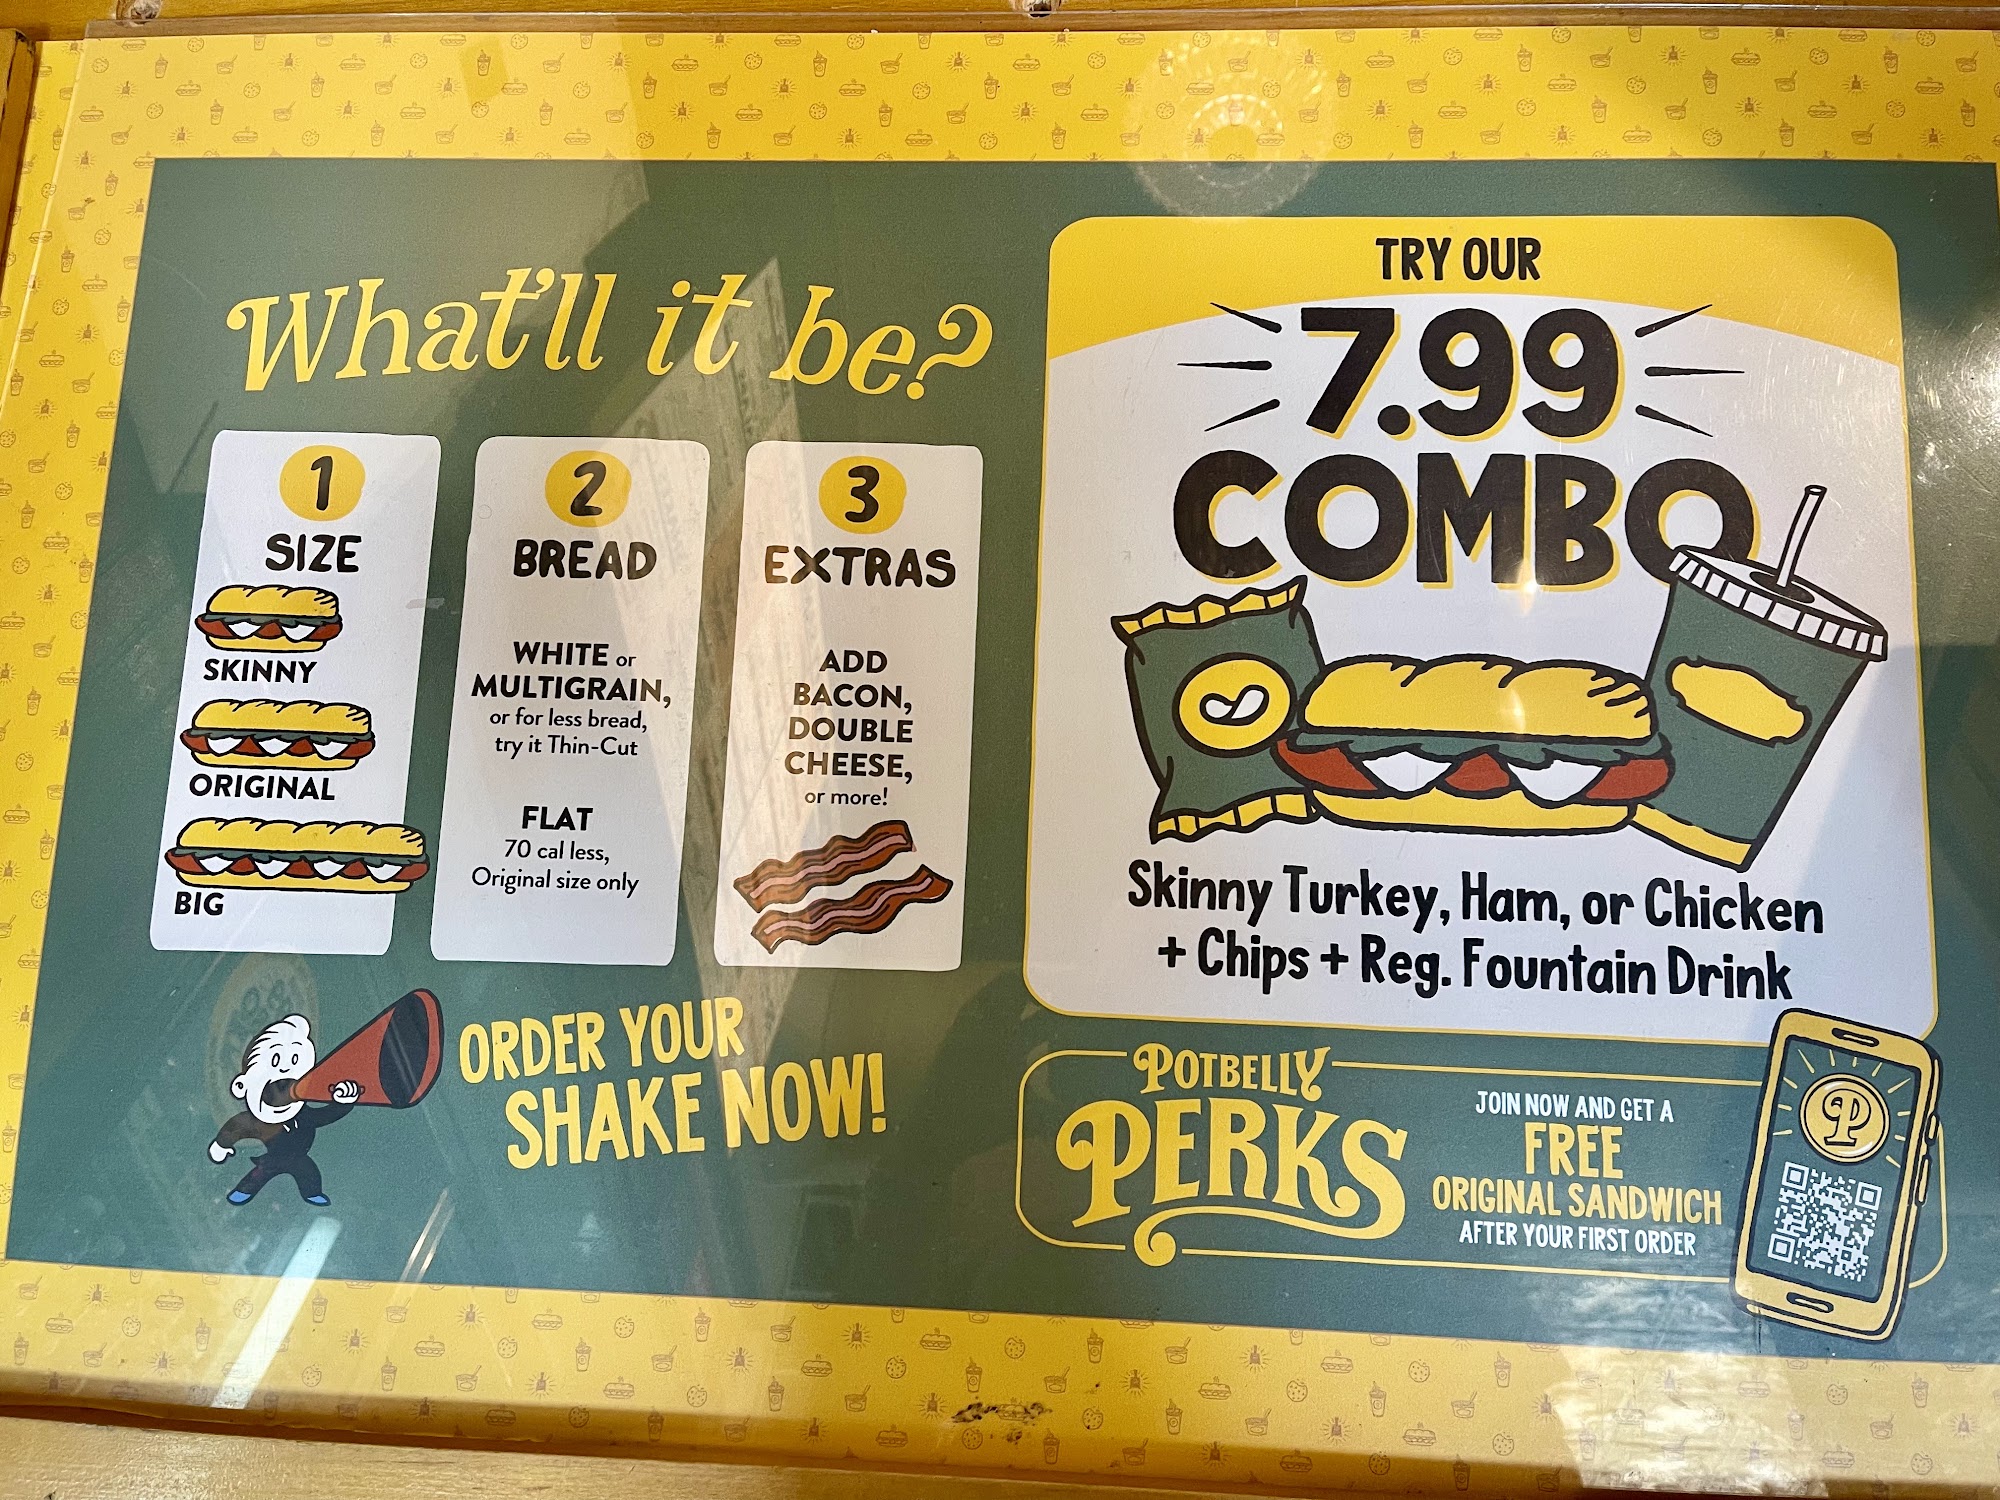 What'll it be?
1
SIZE
SKINNY
ORIGINAL
BIG
2
BREAD
WHITE or
MULTIGRAIN,
or for less bread,
try it Thin-Cut
FLAT
70 cal less,
Original size only
3
EXTRAS
ADD
BACON,
DOUBLE
CHEESE,
or more!
ORDER YOUR
SHAKE NOW!
TRY OUR
7.99
COMBO
Skinny Turkey, Ham, or Chicken
+ Chips + Reg. Fountain Drink
POTBELLY
PERKS
JOIN NOW AND GET A
FREE
ORIGINAL SANDWICH
AFTER YOUR FIRST ORDER
P